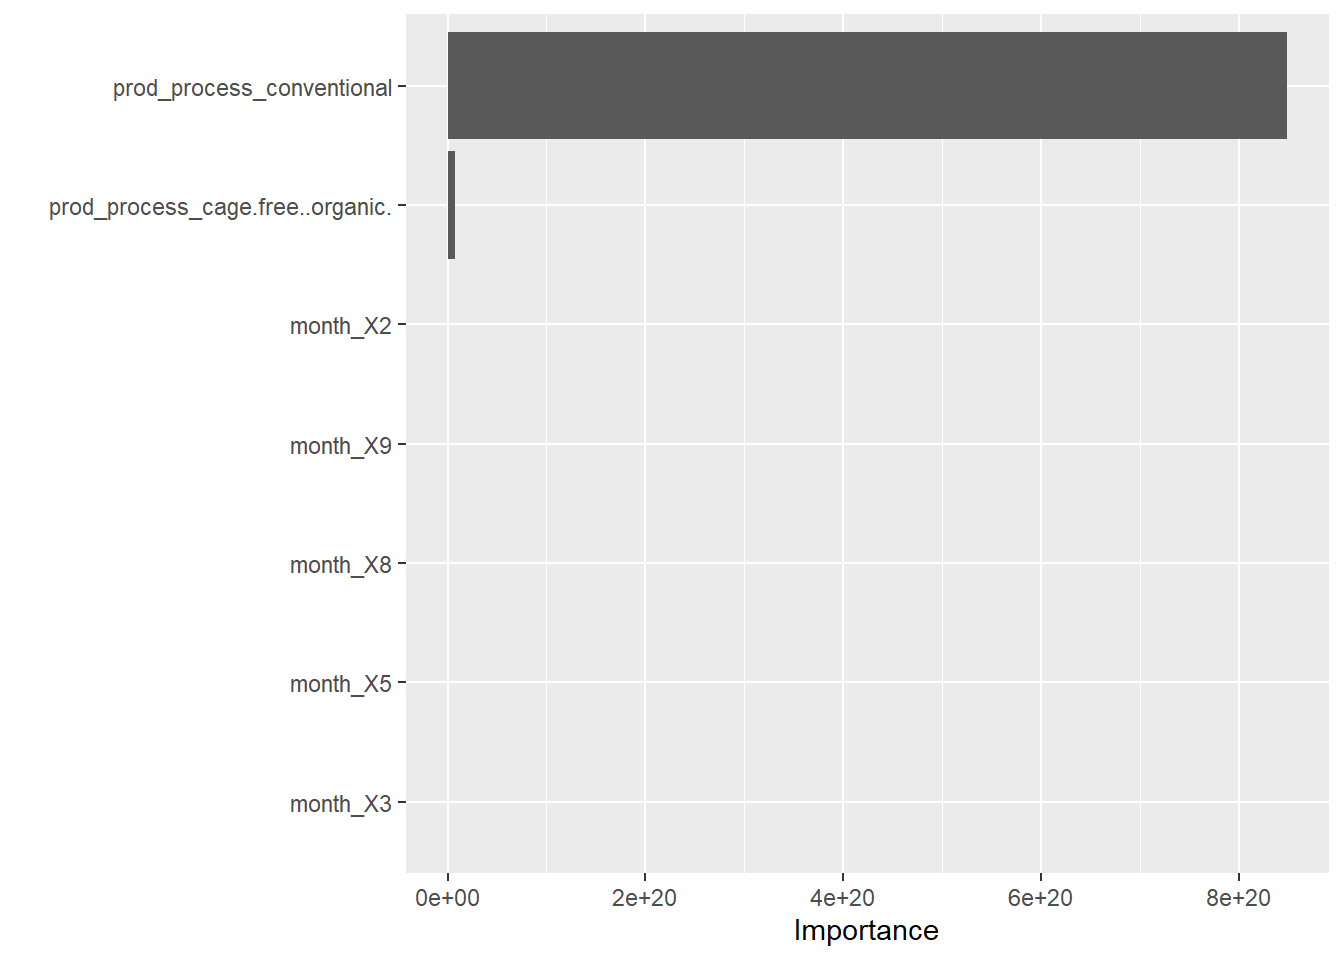 prod_process_conventional
prod_process_cage.free..organic.
month_X2
month_X9
month_X8
month_X5
month_X3
0e+00 2e+20 4e+20 6e+20 8e+20
Importance